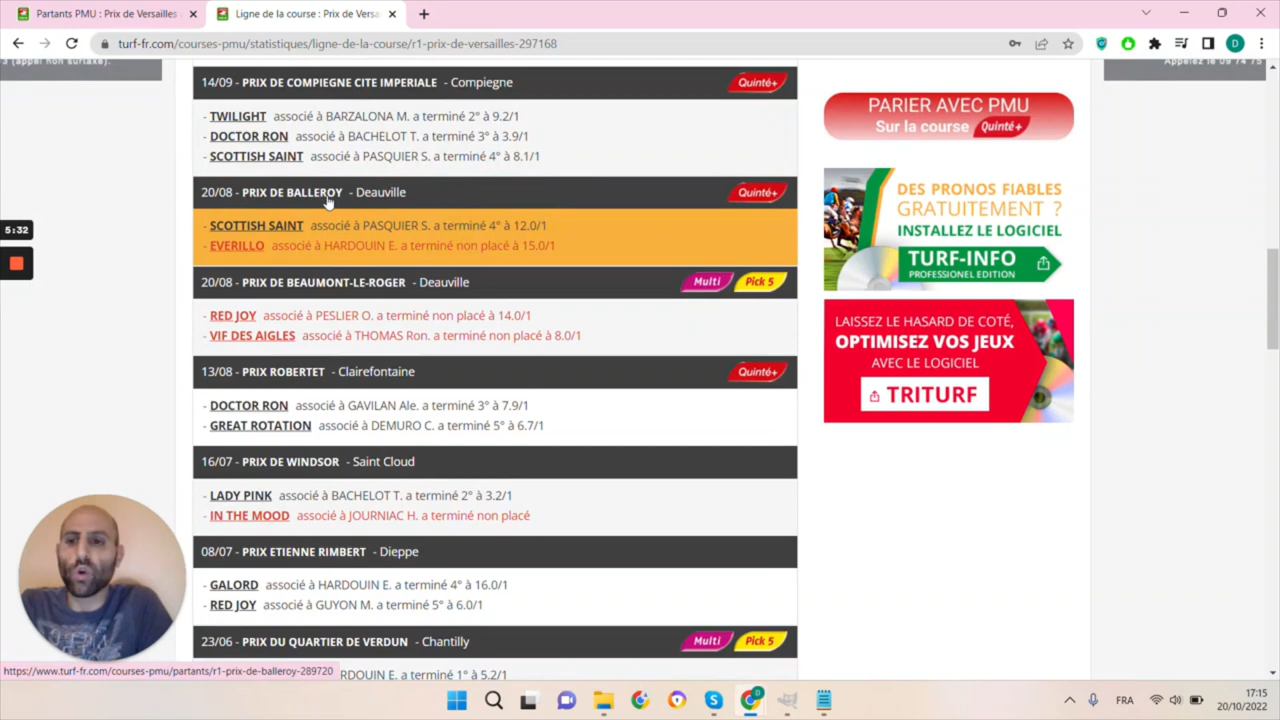 Partants PMU : Prix de Versailles
Ligne de la course : Prix de Versa
turf-fr.com/courses-pmu/statistiques/ligne-de-la-course/r1-prix-de-versailles-297168
D
3 (appel non surtaxé).
Appelez le 09 74 75
14/09 - PRIX DE COMPIEGNE CITE IMPERIALE - Compiegne
Quinté+
- TWILIGHT associé à BARZALONA M. a terminé 2° à 9.2/1
- DOCTOR RON associé à BACHELOT T. a terminé 3° à 3.9/1
- SCOTTISH SAINT associé à PASQUIER S. a terminé 4° à 8.1/1
20/08 - PRIX DE BALLEROY - Deauville
Quinté+
- SCOTTISH SAINT associé à PASQUIER S. a terminé 4° à 12.0/1
- EVERILLO associé à HARDOUIN E. a terminé non placé à 15.0/1
20/08 - PRIX DE BEAUMONT-LE-ROGER - Deauville
Multi Pick 5
- RED JOY associé à PESLIER O. a terminé non placé à 14.0/1
- VIF DES AIGLES associé à THOMAS Ron. a terminé non placé à 8.0/1
13/08 - PRIX ROBERTET - Clairefontaine
Quinté+
- DOCTOR RON associé à GAVILAN Ale. a terminé 3° à 7.9/1
- GREAT ROTATION associé à DEMURO C. a terminé 5° à 6.7/1
16/07 - PRIX DE WINDSOR - Saint Cloud
- LADY PINK associé à BACHELOT T. a terminé 2° à 3.2/1
- IN THE MOOD associé à JOURNIAC H. a terminé non placé
08/07 - PRIX ETIENNE RIMBERT - Dieppe
- GALORD associé à HARDOUIN E. a terminé 4° à 16.0/1
- RED JOY associé à GUYON M. a terminé 5° à 6.0/1
23/06 - PRIX DU QUARTIER DE VERDUN - Chantilly
Multi Pick 5
RDOUIN E. a terminé 1° à 5.2/1
PARIER AVEC PMU
Sur la course Quinté+
DES PRONOS FIABLES
GRATUITEMENT ?
INSTALLEZ LE LOGICIEL
TURF-INFO
PROFESSIONEL EDITION
LAISSEZ LE HASARD DE COTÉ,
OPTIMISEZ VOS JEUX
AVEC LE LOGICIEL
TRITURF
5:32
https://www.turf-fr.com/courses-pmu/partants/r1-prix-de-balleroy-289720
D
FRA
17:15
20/10/2022